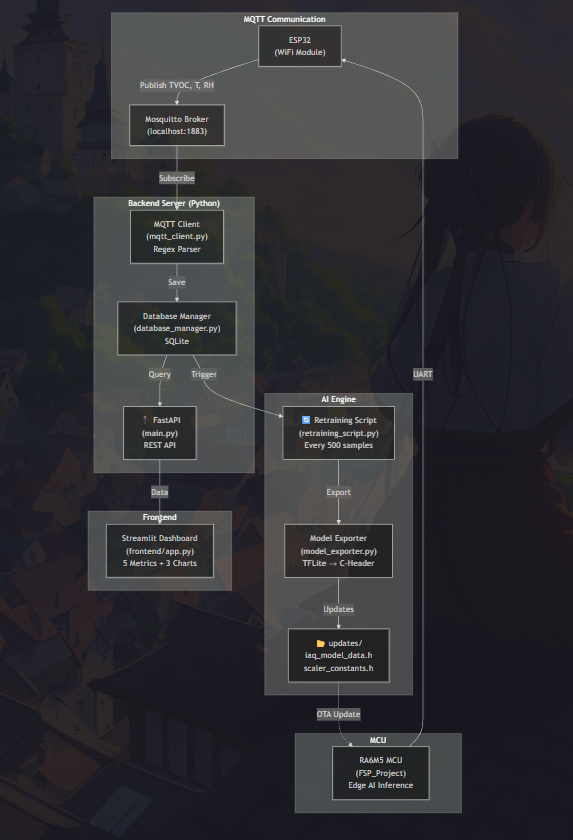 MQTT Communication
ESP32
(WiFi Module)
Publish TVOC, T, RH
Mosquitto Broker
(localhost:1883)
Subscribe
Backend Server (Python)
MQTT Client
(mqtt_client.py)
Regex Parser
Save
Database Manager
(database_manager.py)
SQLite
Query
Trigger
UART
FastAPI
(main.py)
REST API
AI Engine
Retraining Script
(retraining_script.py)
Every 500 samples
Data
Export
Frontend
Streamlit Dashboard
(frontend/app.py)
5 Metrics + 3 Charts
Model Exporter
(model_exporter.py)
TFLite → C-Header
Updates
updates/
iaq_model_data.h
scaler_constants.h
OTA Update
MCU
RA6M5 MCU
(FSP_Project)
Edge AI Inference